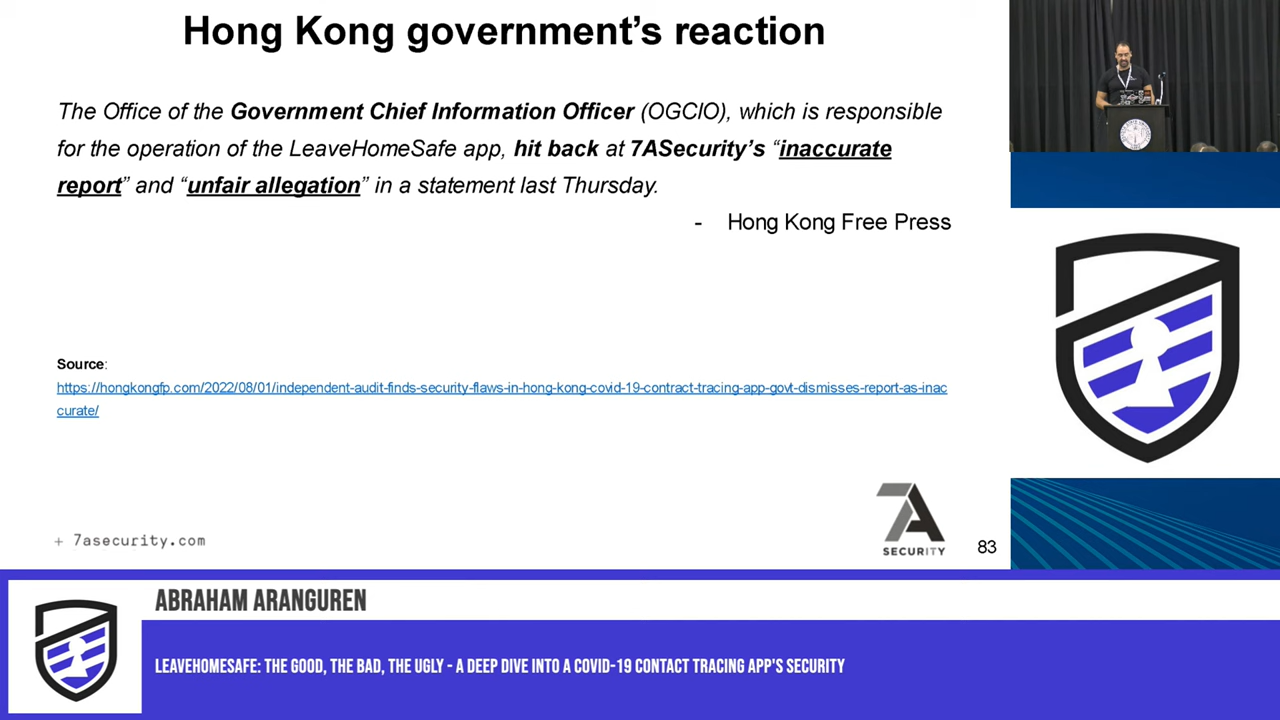 Hong Kong government's reaction
The Office of the Government Chief Information Officer (OGCIO), which is responsible
for the operation of the LeaveHomeSafe app, hit back at 7ASecurity's “inaccurate
report” and “unfair allegation” in a statement last Thursday.
- Hong Kong Free Press
Source:
https://hongkongfp.com/2022/08/01/independent-audit-finds-security-flaws-in-hong-kong-covid-19-contract-tracing-app-govt-dismisses-report-as-inac
curate/
+ 7asecurity.com
7A
SECURITY
83
ABRAHAM ARANGUREN
LEAVEHOMESAFE: THE GOOD, THE BAD, THE UGLY - A DEEP DIVE INTO A COVID-19 CONTACT TRACING APP'S SECURITY